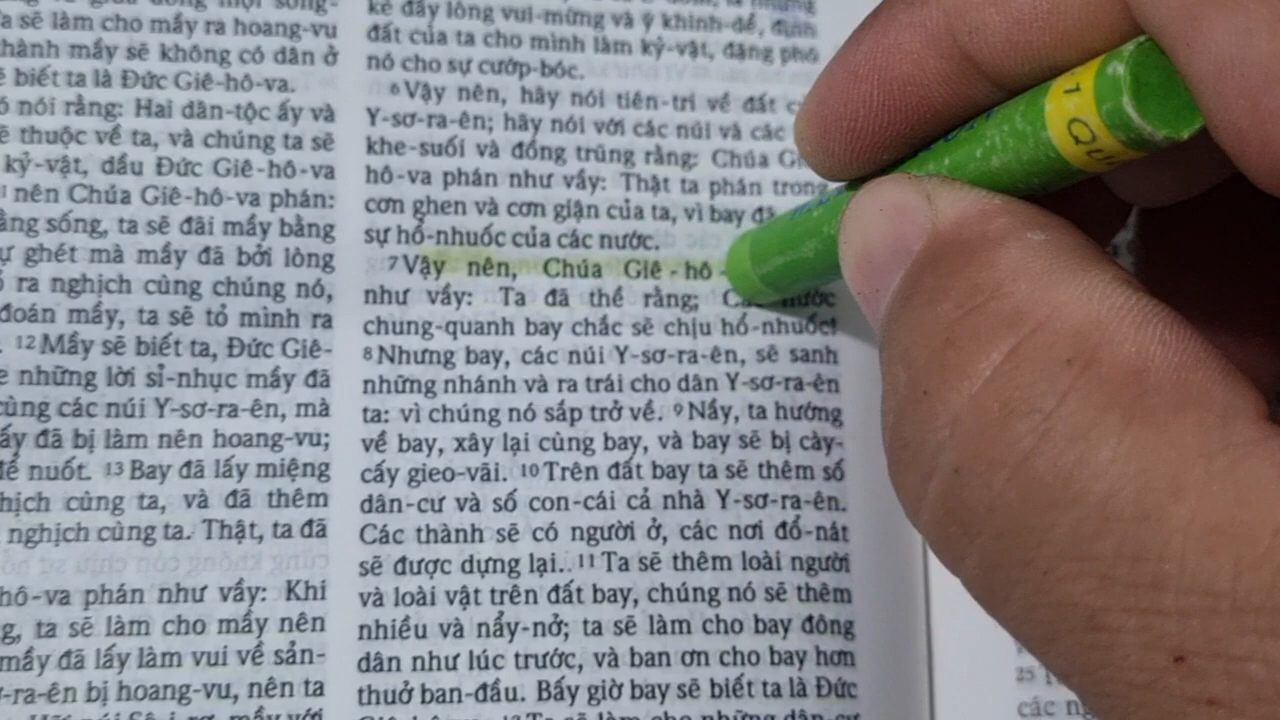 a sẽ làm cho mầy ra hoang-vu
hành mầy sẽ không có dân ở
biết ta là Đức Giê-hô-va.
nói rằng: Hai dân-tộc ấy và
thuộc về ta, và chúng ta sẽ
kỷ-vật, dầu Đức Giê-hô-va
nên Chúa Giê-hô-va phán:
ằng sống, ta sẽ đãi mầy bằng
ự ghét mà mầy đã bởi lòng
ra nghịch cùng chúng nó,
đoán mầy, ta sẽ tỏ mình ra
. 12 Mầy sẽ biết ta, Đức Giê-
những lời sỉ-nhục mầy đã
cùng các núi Y-sơ-ra-ên, mà
ấy đã bị làm nên hoang-vu;
để nuốt. 13 Bay đã lấy miệng
hịch cùng ta, và đã thêm
nghịch cùng ta. Thật, ta đã
hô-va phán như vầy: Khi
g, ta sẽ làm cho mầy nên
mầy đã lấy làm vui về sản-
-ra-ên bị hoang-vu, nên ta
kẻ đầy lòng vui-mừng và ý khinh-dể, định
đất của ta cho mình làm kỷ-vật, đặng phó
nó cho sự cướp-bóc.
6 Vậy nên, hãy nói tiên-tri về đất
Y-sơ-ra-ên; hãy nói với các núi và các
khe-suối và đồng trũng rằng: Chúa
hô-va phán như vầy: Thật ta phán trong
cơn ghen và cơn giận của ta, vì bay
sự hổ-nhuốc của các nước.
7 Vậy nên, Chúa Giê-hô-
như vầy: Ta đã thề rằng; Các nước
chung-quanh bay chắc sẽ chịu hổ-nhuốc!
8 Nhưng bay, các núi Y-sơ-ra-ên, sẽ sanh
những nhánh và ra trái cho dân Y-sơ-ra-ên
ta: vì chúng nó sắp trở về. 9 Nầy, ta hướng
về bay, xây lại cùng bay, và bay sẽ bị cày-
cấy gieo-vãi. 10 Trên đất bay ta sẽ thêm số
dân-cư và số con-cái cả nhà Y-sơ-ra-ên.
Các thành sẽ có người ở, các nơi đổ-nát
sẽ được dựng lại.. 11 Ta sẽ thêm loài người
và loài vật trên đất bay, chúng nó sẽ thêm
nhiều và nẩy-nở; ta sẽ làm cho bay đông
dân như lúc trước, và ban ơn cho bay hơn
thuở ban-đầu. Bấy giờ bay sẽ biết ta là Đức
25
các